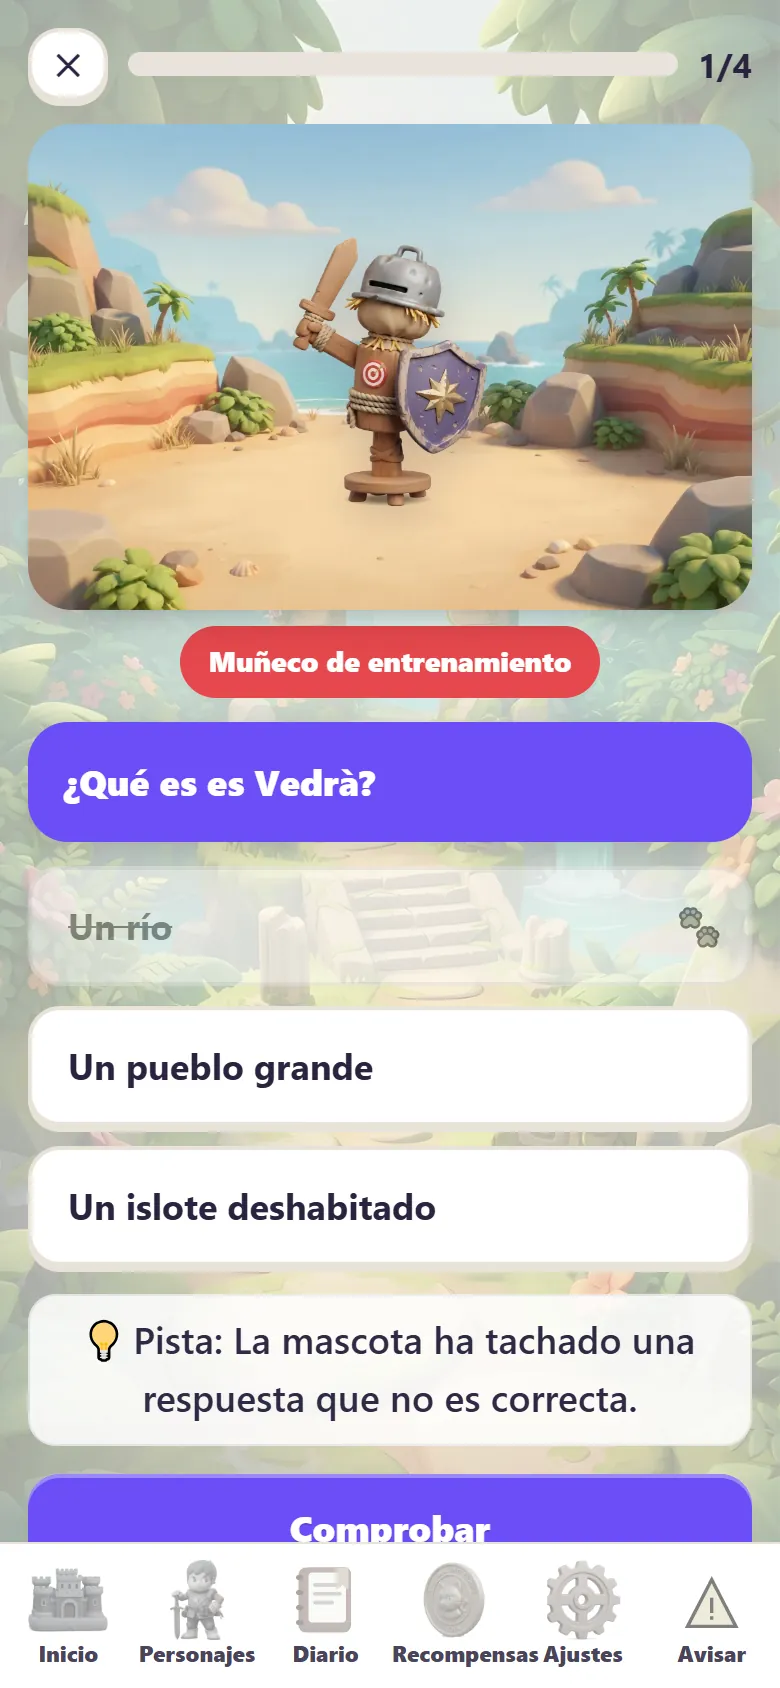 1/4
Muñeco de entrenamiento
¿Qué es es Vedrà?
Un río
Un pueblo grande
Un islote deshabitado
Pista: La mascota ha tachado una
respuesta que no es correcta.
Comprobar
Inicio Personajes Diario Recompensas Ajustes Avisar